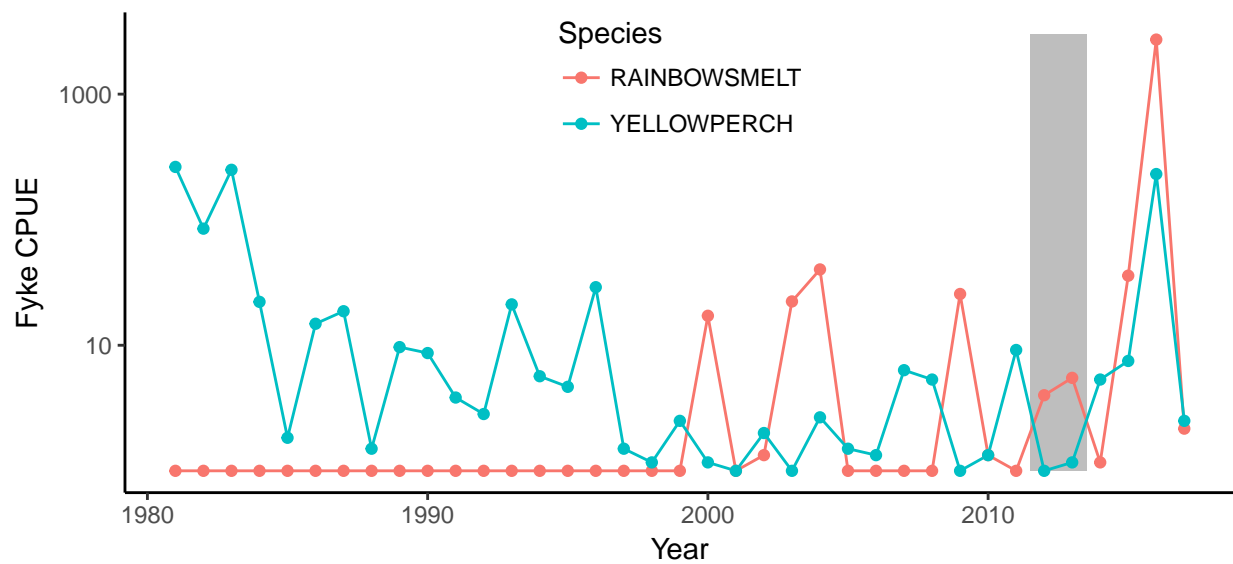 Species
RAINBOWSMELT
YELLOWPERCH
Fyke CPUE
1000
10
1980
1990
2000
2010
Year